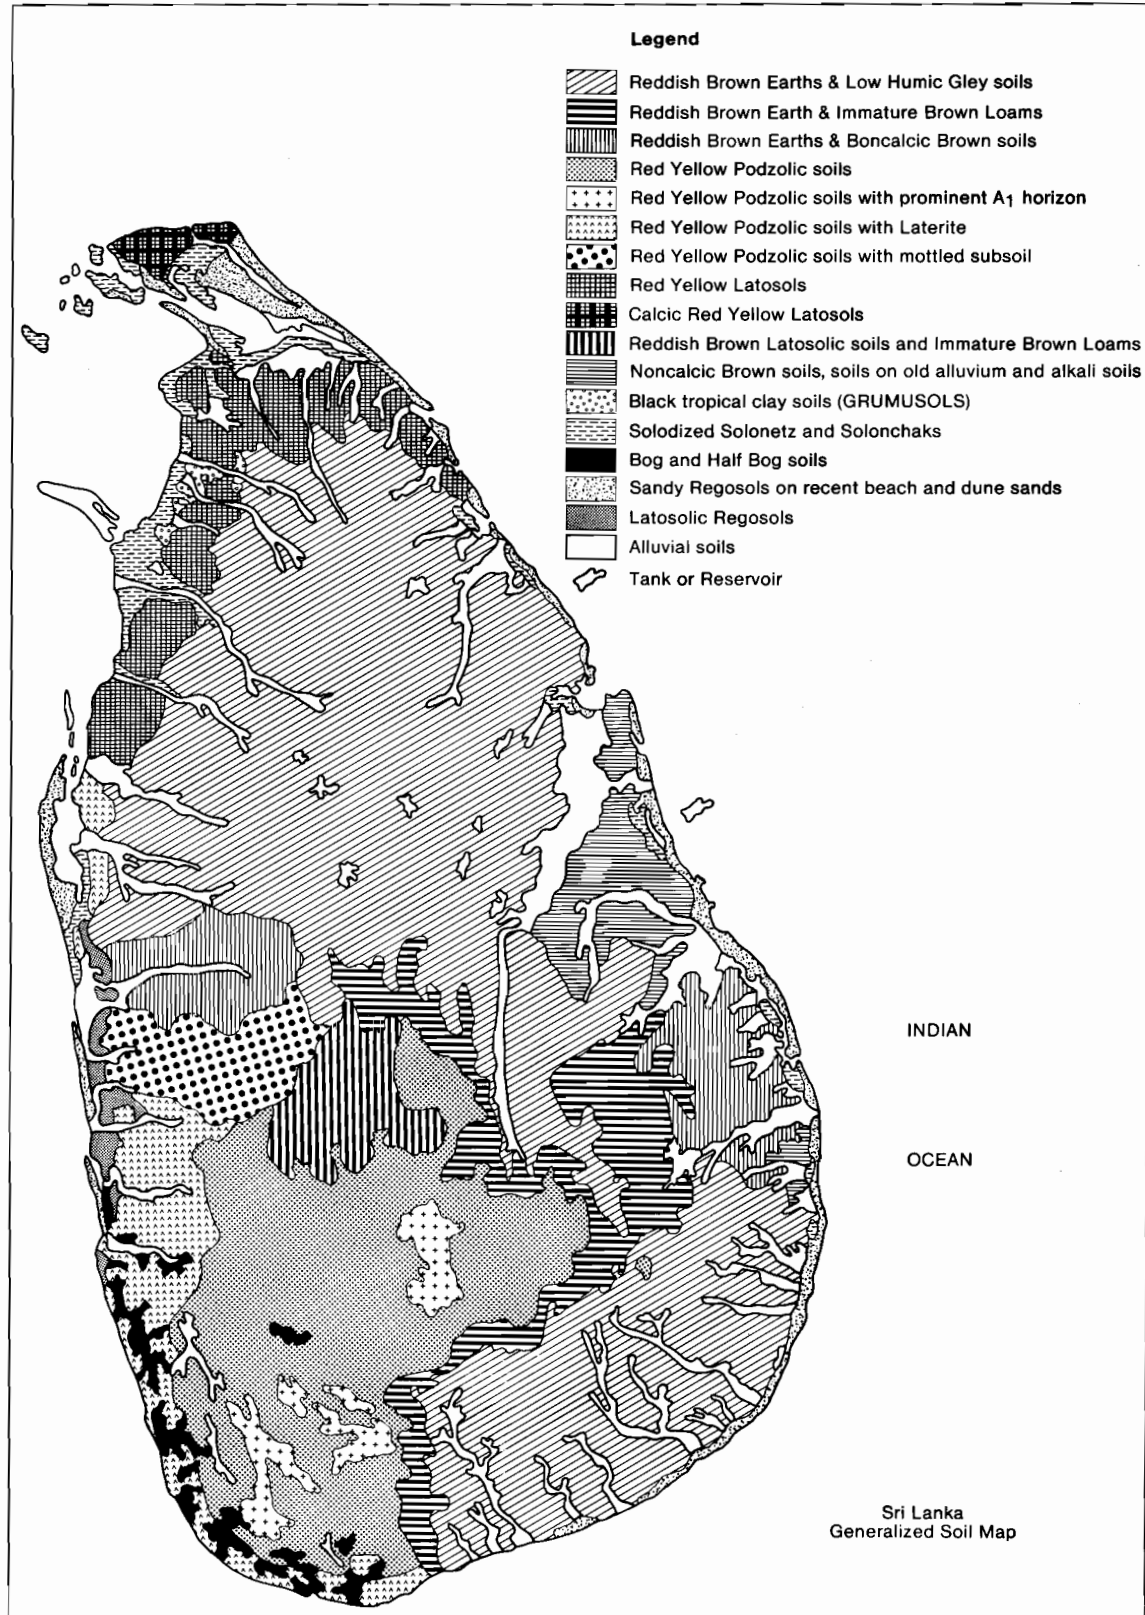 Legend
Reddish Brown Earths & Low Humic Gley soils
Reddish Brown Earth & Immature Brown Loams
Reddish Brown Earths & Boncalcic Brown soils
Red Yellow Podzolic soils
Red Yellow Podzolic soils with prominent A1 horizon
Red Yellow Podzolic soils with Laterite
Red Yellow Podzolic soils with mottled subsoil
Red Yellow Latosols
Calcic Red Yellow Latosols
Reddish Brown Latosolic soils and Immature Brown Loams
Noncalcic Brown soils, soils on old alluvium and alkali soils
Black tropical clay soils (GRUMUSOLS)
Solodized Solonetz and Solonchaks
Bog and Half Bog soils
Sandy Regosols on recent beach and dune sands
Latosolic Regosols
Alluvial soils
Tank or Reservoir
INDIAN
OCEAN
Sri Lanka
Generalized Soil Map